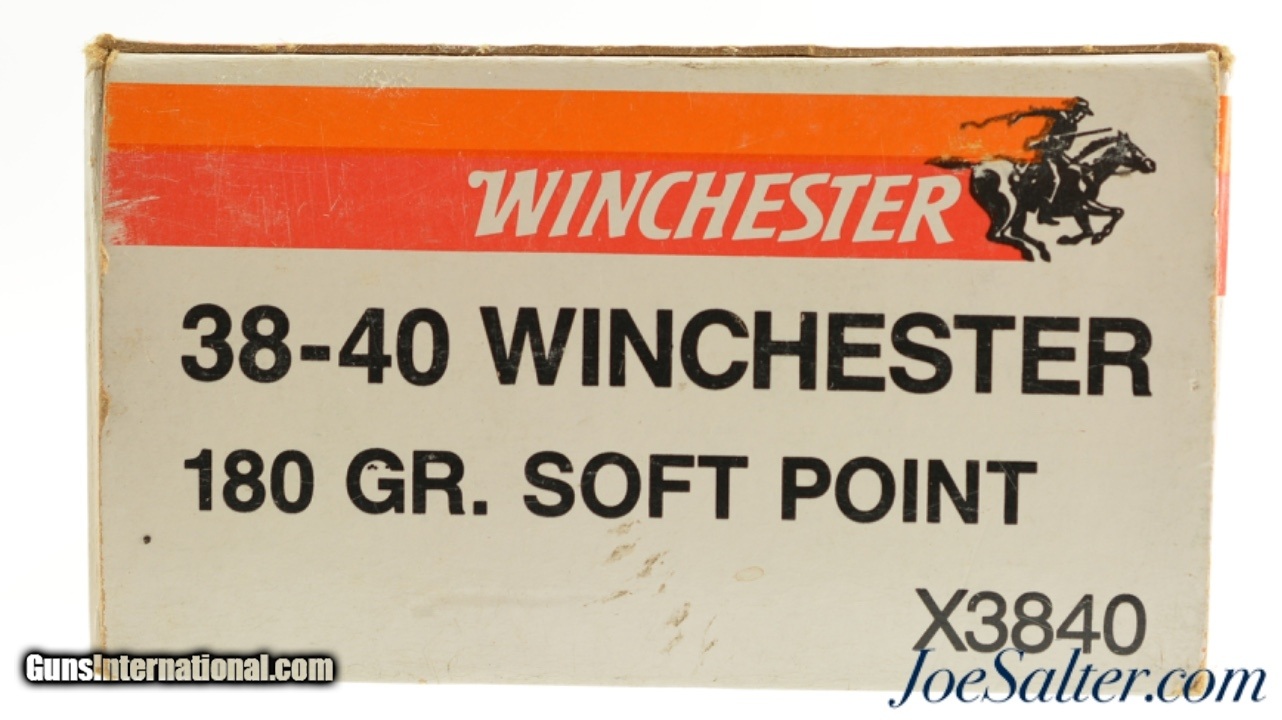 WINCHESTER
38-40 WINCHESTER
180 GR. SOFT POINT
X3840
GunsInternational.com
JoeSalter.com